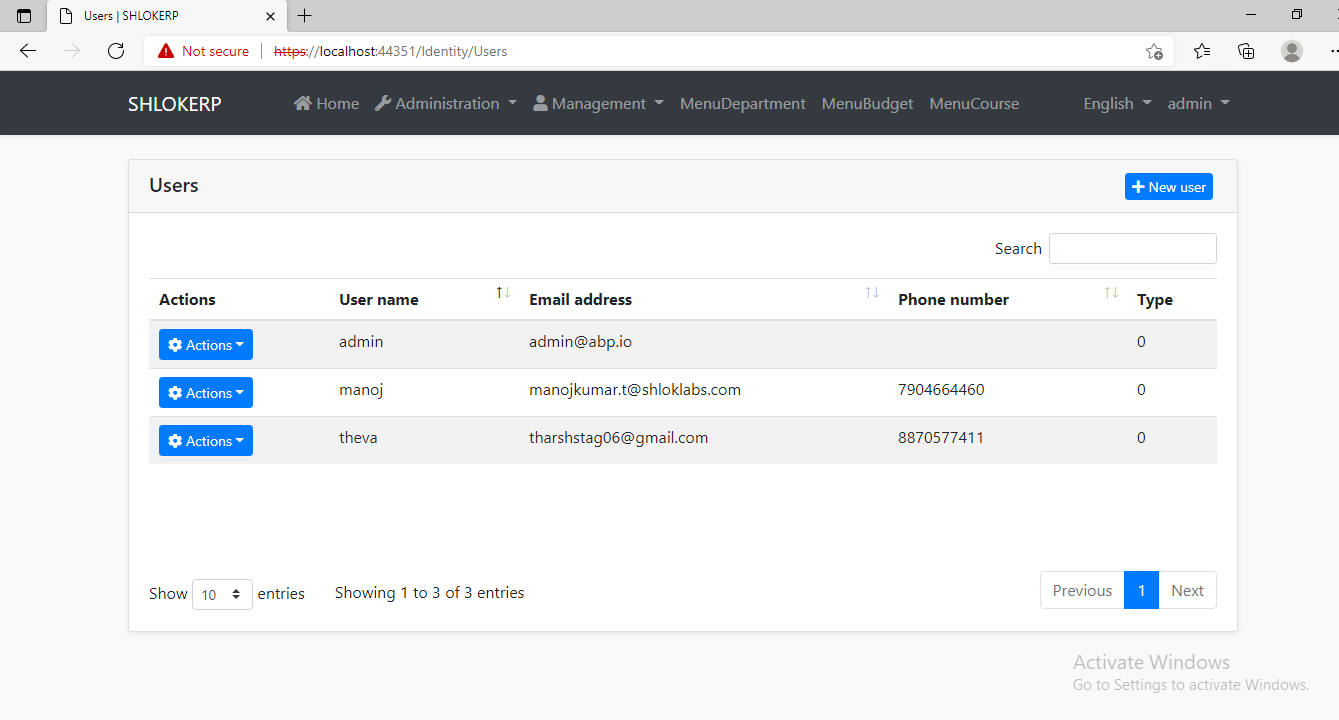 Users | SHLOKERP
Not secure https://localhost:44351/Identity/Users
SHLOKERP Home Administration Management MenuDepartment MenuBudget MenuCourse English admin
Users New user
Search
Actions User name Email address Phone number Type
Actions admin admin@abp.io 0
Actions manoj manojkumar.t@shloklabs.com 7904664460 0
Actions theva tharshstag06@gmail.com 8870577411 0
Show 10 entries Showing 1 to 3 of 3 entries Previous 1 Next
Activate Windows
Go to Settings to activate Windows.